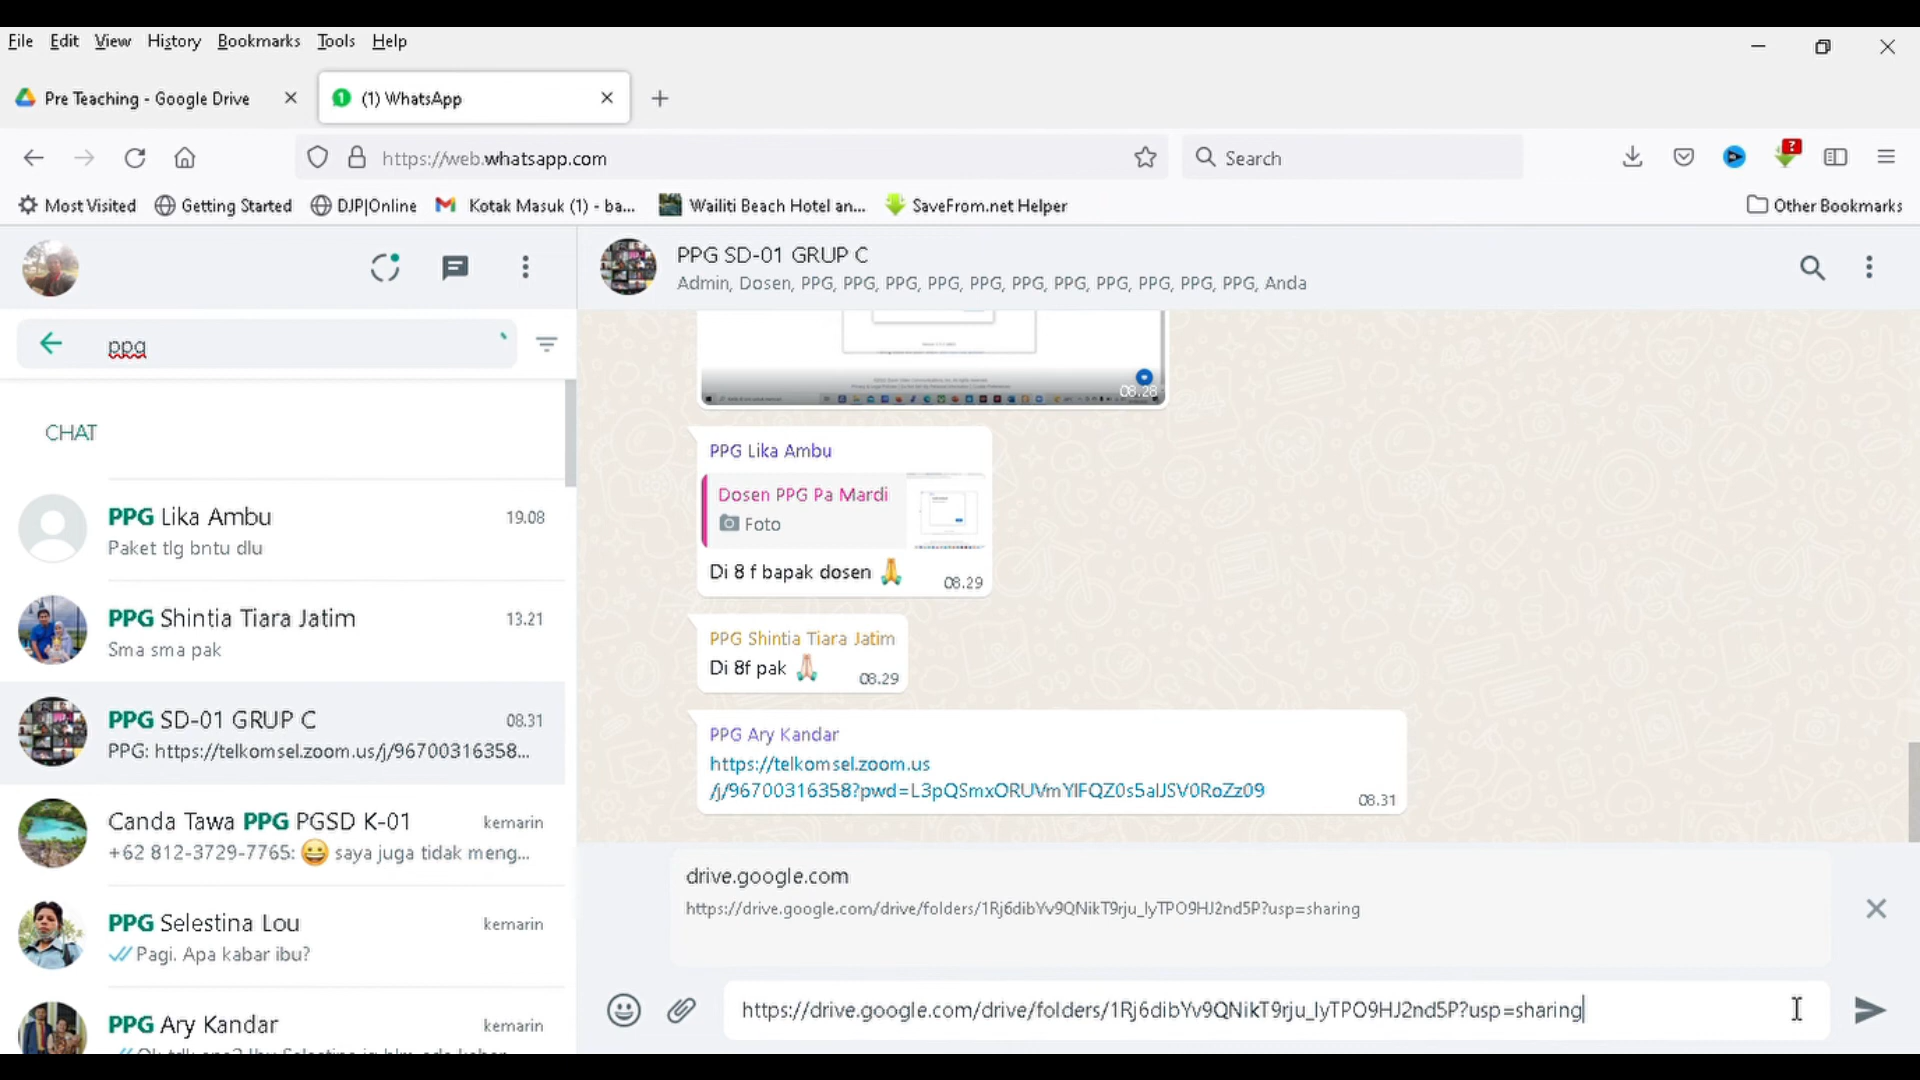 File Edit View History Bookmarks Tools Help
Pre Teaching - Google Drive
1 (1) WhatsApp
https://web.whatsapp.com
Search
?
Most Visited Getting Started DJP|Online Kotak Masuk (1) - ba... Wailiti Beach Hotel an... SaveFrom.net Helper Other Bookmarks
PPG SD-01 GRUP C
Admin, Dosen, PPG, PPG, PPG, PPG, PPG, PPG, PPG, PPG, PPG, PPG, PPG, Anda
ppg
CHAT
PPG Lika Ambu 19.08
Paket tlg bntu dlu
PPG Shintia Tiara Jatim 13.21
Sma sma pak
PPG SD-01 GRUP C 08.31
PPG: https://telkomsel.zoom.us/j/96700316358...
Canda Tawa PPG PGSD K-01 kemarin
+62 812-3729-7765: 😀 saya juga tidak meng...
PPG Selestina Lou kemarin
Pagi. Apa kabar ibu?
PPG Ary Kandar kemarin
08.28
PPG Lika Ambu
Dosen PPG Pa Mardi
Foto
Di 8 f bapak dosen 🙏 08.29
PPG Shintia Tiara Jatim
Di 8f pak 🙏🏻 08.29
PPG Ary Kandar
https://telkomsel.zoom.us
/j/96700316358?pwd=L3pQSmxORUVmYlFQZ0s5alJSV0RoZz09 08.31
drive.google.com
https://drive.google.com/drive/folders/1Rj6dibYv9QNikT9rju_lyTPO9HJ2nd5P?usp=sharing
https://drive.google.com/drive/folders/1Rj6dibYv9QNikT9rju_lyTPO9HJ2nd5P?usp=sharing